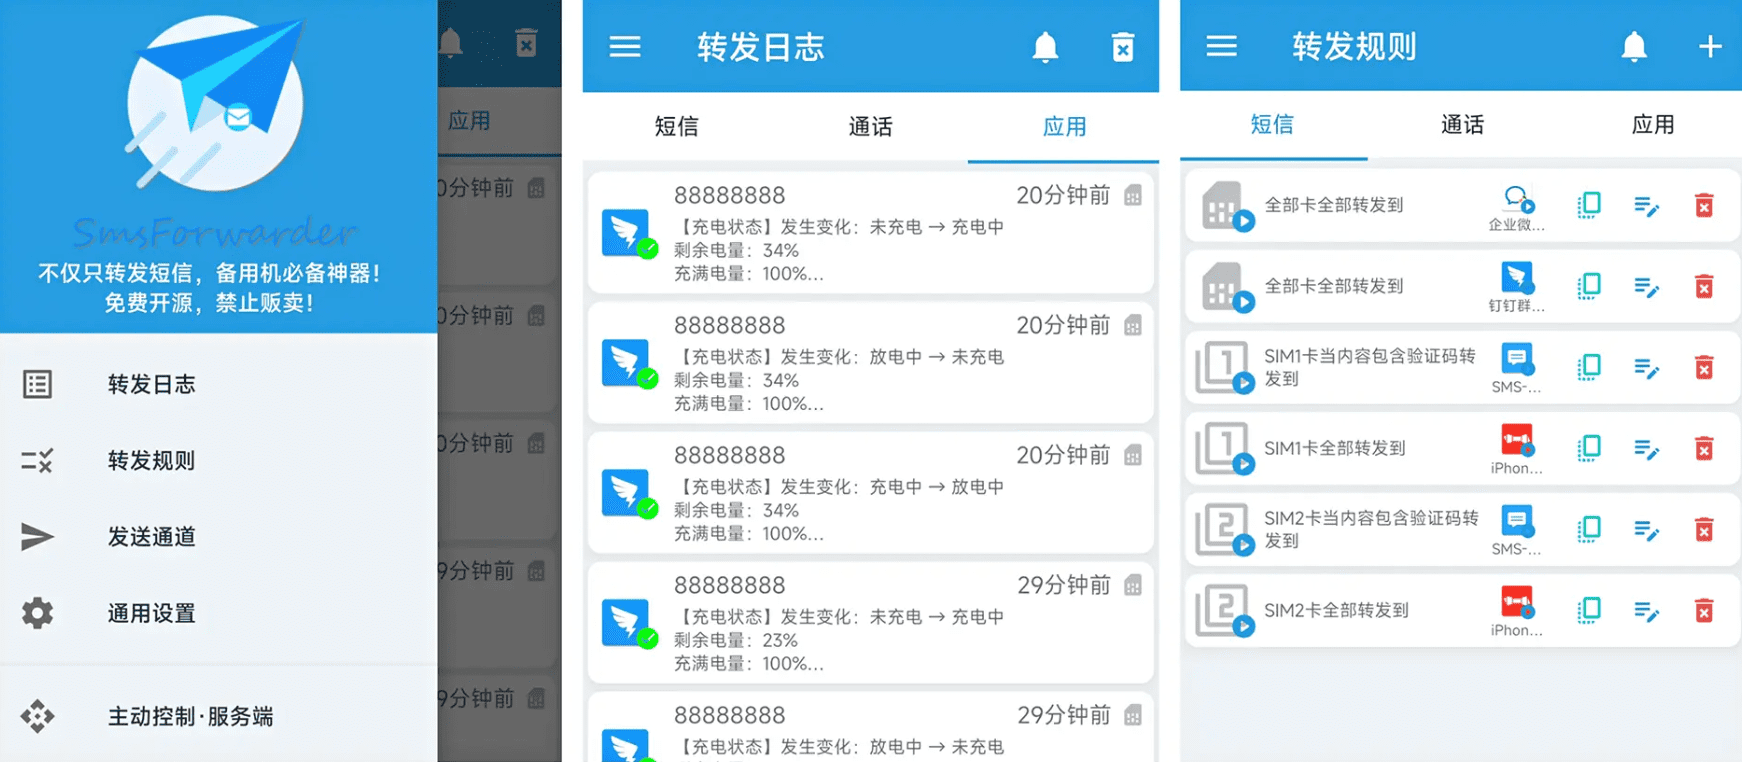 SmsForwarder
不仅只转发短信，备用机必备神器！
免费开源，禁止贩卖！
转发日志
转发规则
发送通道
通用设置
主动控制·服务端
应用
0分钟前
0分钟前
0分钟前
9分钟前
9分钟前
转发日志
短信
通话
应用
88888888
20分钟前
【充电状态】发生变化：未充电 → 充电中
剩余电量：34%
充满电量：100%...
88888888
20分钟前
【充电状态】发生变化：放电中 → 未充电
剩余电量：34%
充满电量：100%...
88888888
20分钟前
【充电状态】发生变化：充电中 → 放电中
剩余电量：34%
充满电量：100%...
88888888
29分钟前
【充电状态】发生变化：未充电 → 充电中
剩余电量：23%
充满电量：100%...
88888888
29分钟前
【充电状态】发生变化：放电中 → 未充电
转发规则
短信
通话
应用
全部卡全部转发到
企业微...
全部卡全部转发到
钉钉群...
1
SIM1卡当内容包含验证码转
发到
SMS-...
1
SIM1卡全部转发到
iPhon...
2
SIM2卡当内容包含验证码转
发到
SMS-...
2
SIM2卡全部转发到
iPhon...